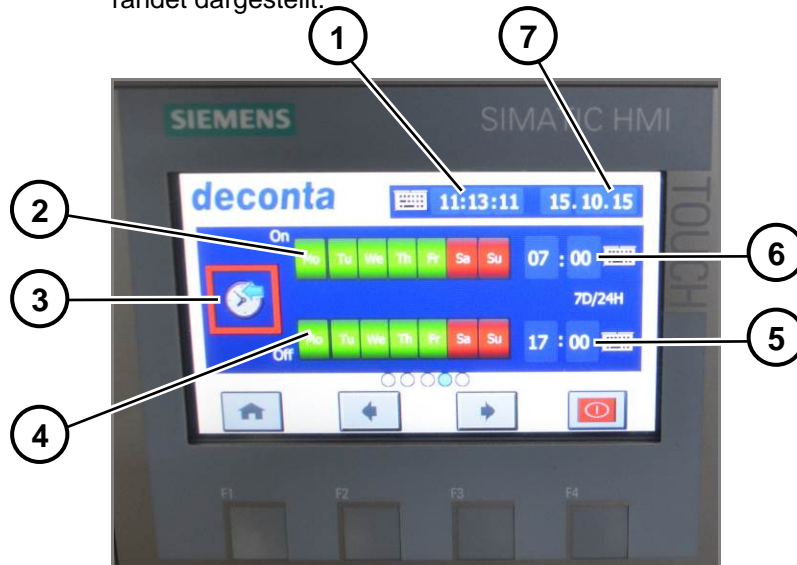 randet dargestellt.
1 7
SIEMENS SIMATIC HMI
TOUCH
deconta 11:13:11 15.10.15
2
On Mo Tu We Th Fr Sa Su 07 : 00
6
3
7D/24H
Off Mo Tu We Th Fr Sa Su 17 : 00
5
4
F1 F2 F3 F4